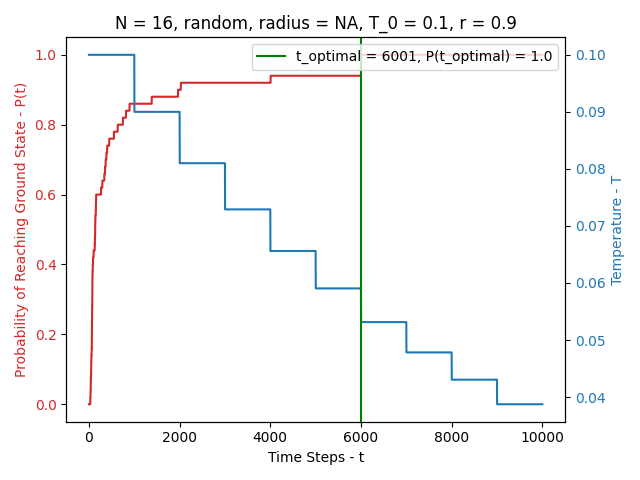 N = 16, random, radius = NA, T_0 = 0.1, r = 0.9
t_optimal = 6001, P(t_optimal) = 1.0
Probability of Reaching Ground State - P(t)
1.0
0.8
0.6
0.4
0.2
0.0
0.10
0.09
0.08
0.07
0.06
0.05
0.04
Temperature - T
0 2000 4000 6000 8000 10000
Time Steps - t